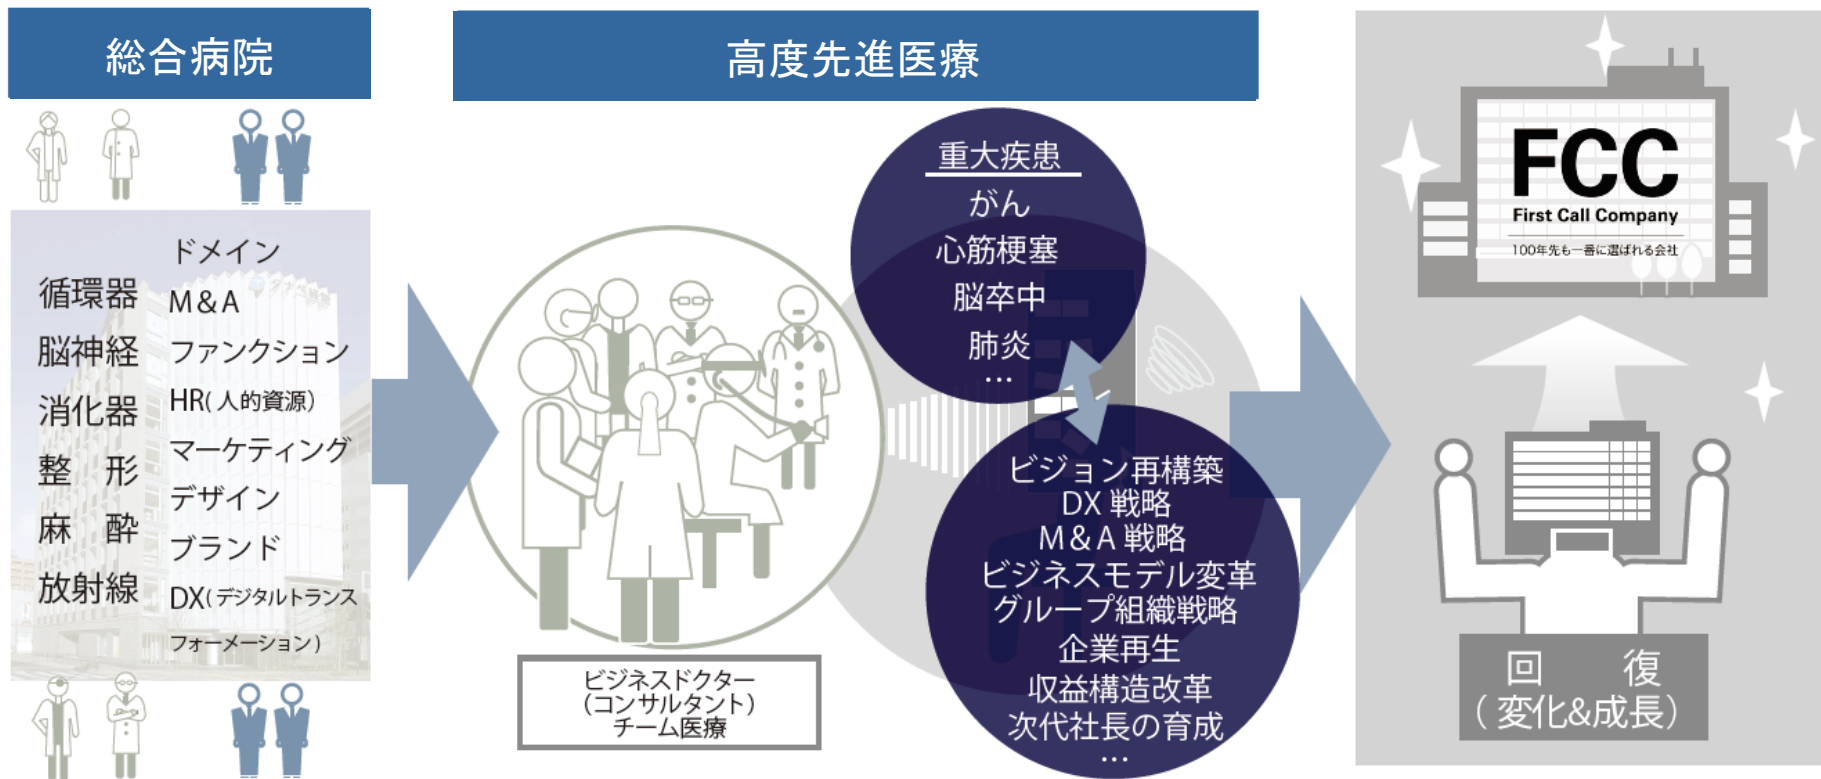 総合病院
循環器
脳神経
消化器
整 形
麻 酔
放射線
ドメイン
M&A
ファンクション
HR(人的資源)
マーケティング
デザイン
ブランド
DX(デジタルトランス
フォーメーション)
高度先進医療
ビジネスドクター
(コンサルタント)
チーム医療
重大疾患
がん
心筋梗塞
脳卒中
肺炎
…
ビジョン再構築
DX 戦略
M&A 戦略
ビジネスモデル変革
グループ組織戦略
企業再生
収益構造改革
次代社長の育成
…
FCC
First Call Company
100年先も一番に選ばれる会社
回 復
(変化&成長)